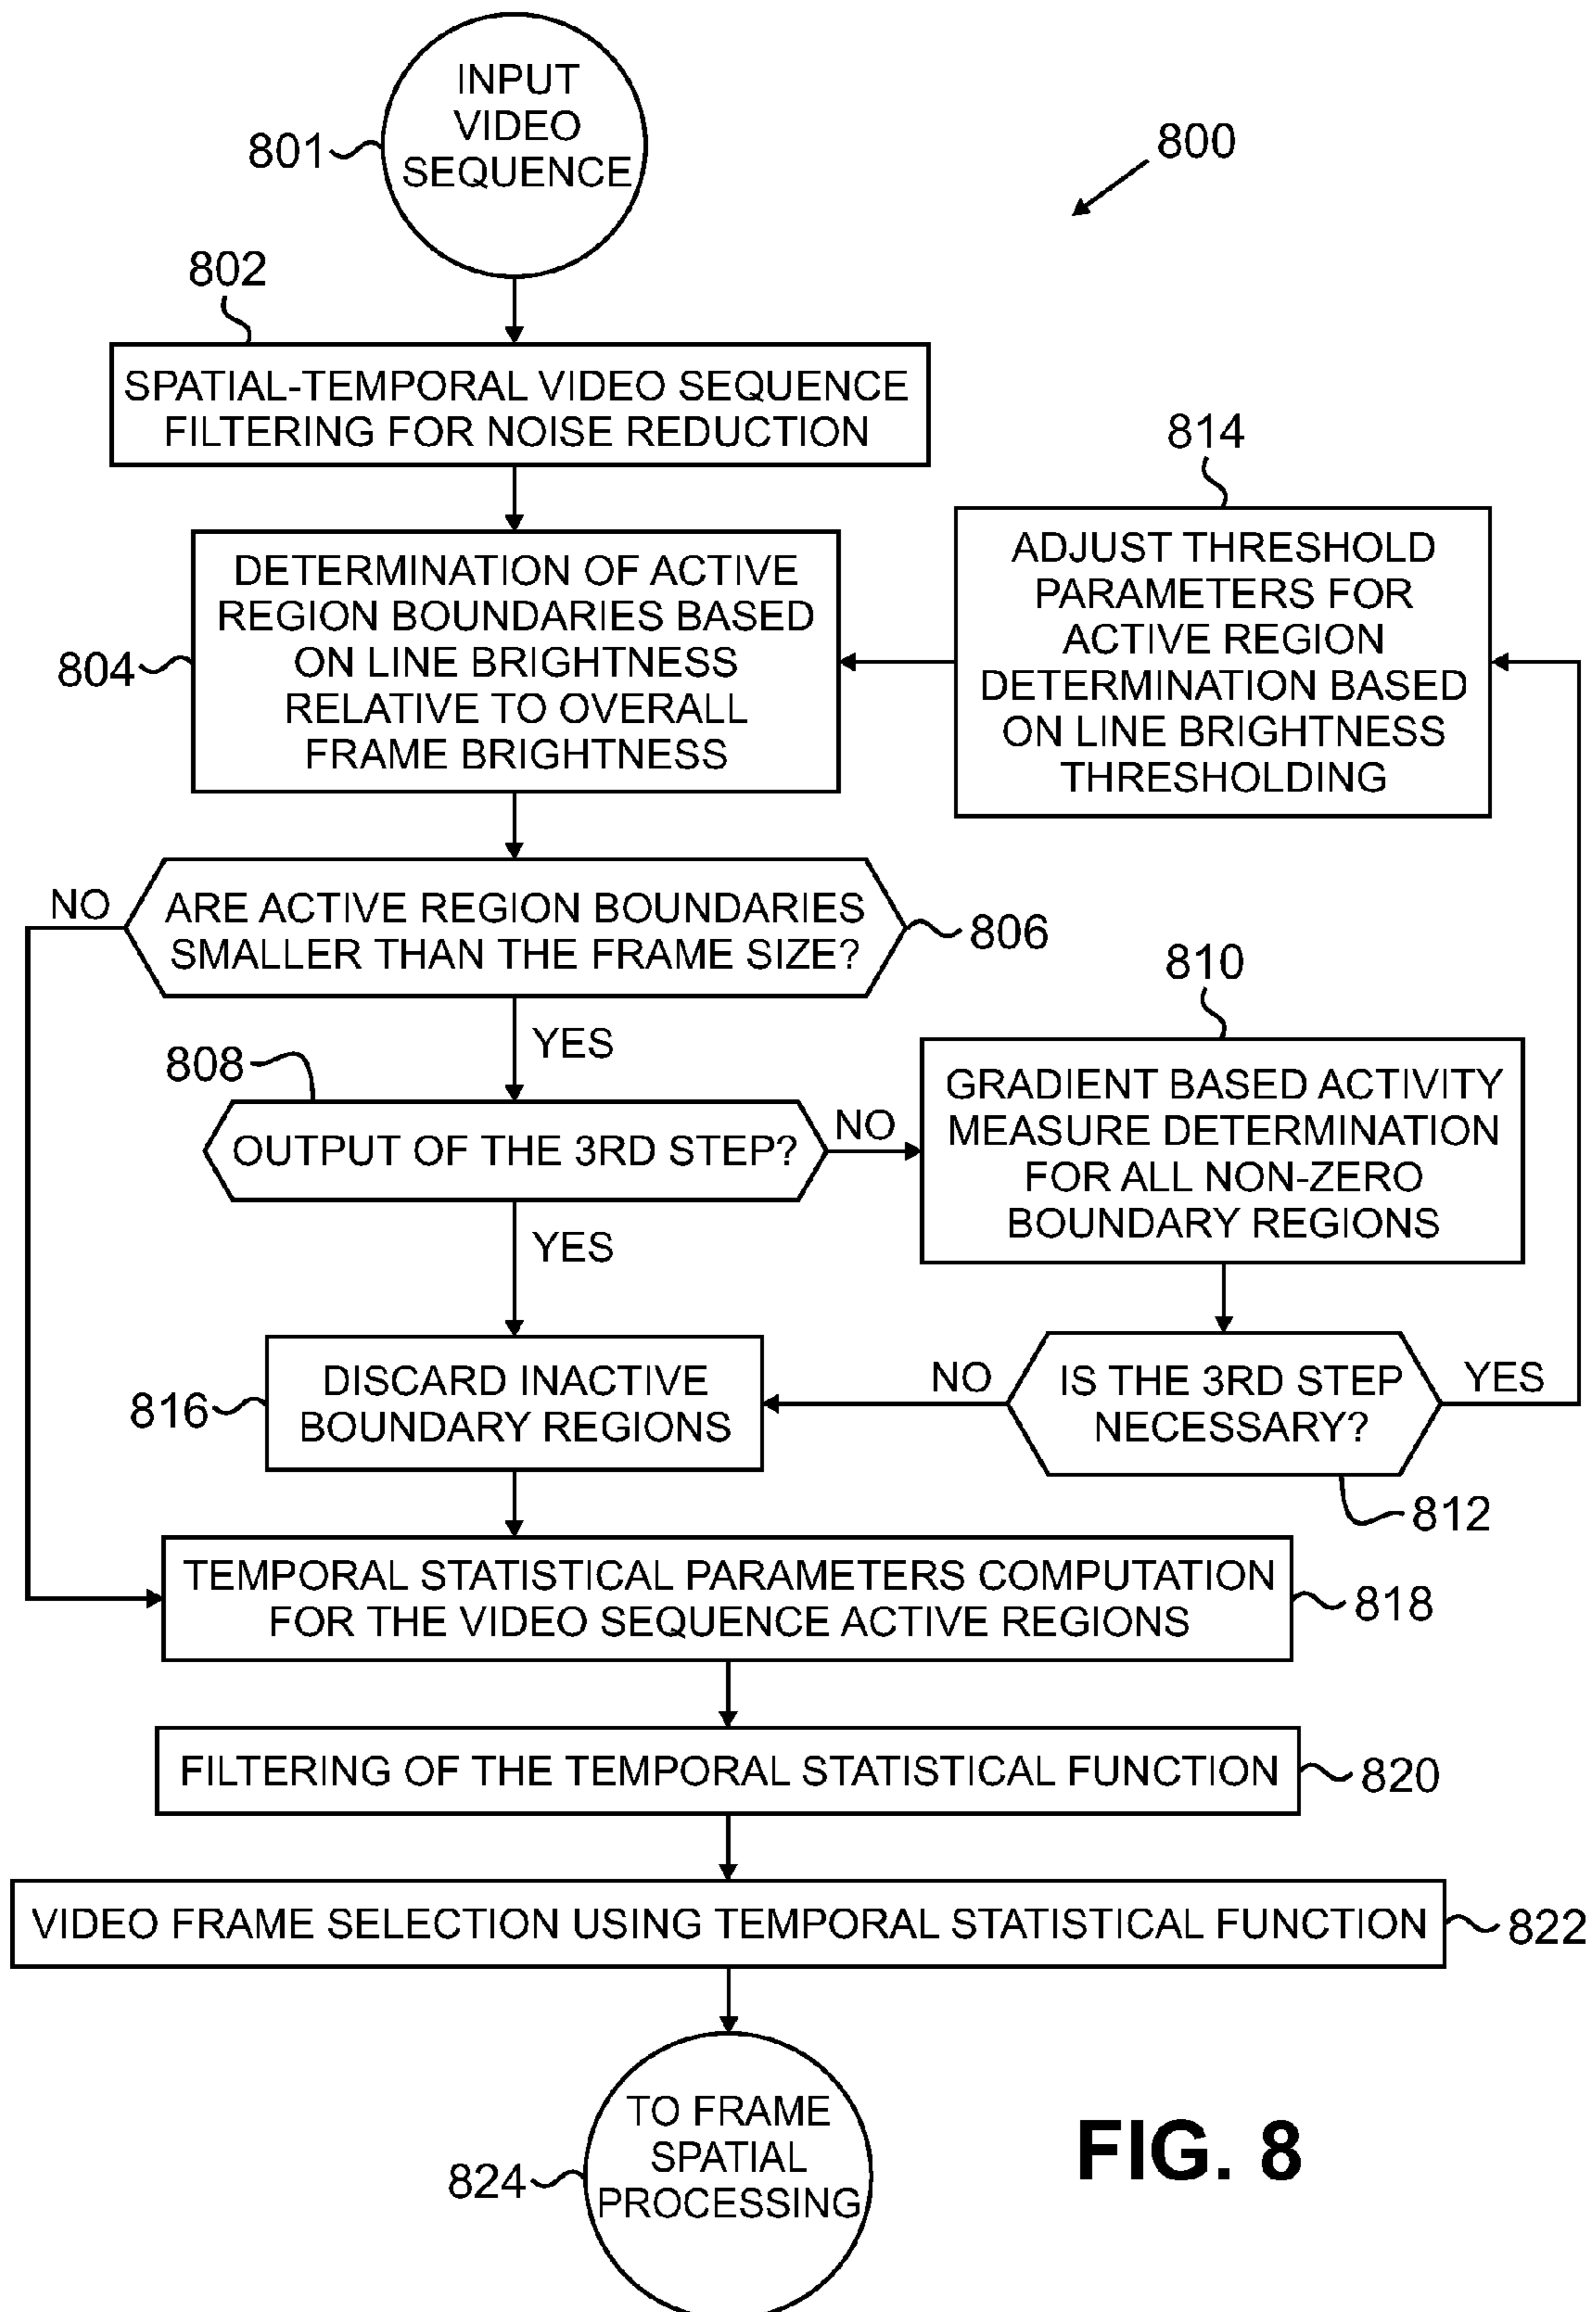 INPUT
VIDEO
SEQUENCE
801
800
802
SPATIAL-TEMPORAL VIDEO SEQUENCE
FILTERING FOR NOISE REDUCTION
814
ADJUST THRESHOLD
PARAMETERS FOR
ACTIVE REGION
DETERMINATION BASED
ON LINE BRIGHTNESS
THRESHOLDING
DETERMINATION OF ACTIVE
REGION BOUNDARIES BASED
ON LINE BRIGHTNESS
RELATIVE TO OVERALL
FRAME BRIGHTNESS
804
NO
ARE ACTIVE REGION BOUNDARIES
SMALLER THAN THE FRAME SIZE?
806
YES
808
OUTPUT OF THE 3RD STEP?
NO
810
GRADIENT BASED ACTIVITY
MEASURE DETERMINATION
FOR ALL NON-ZERO
BOUNDARY REGIONS
YES
816
DISCARD INACTIVE
BOUNDARY REGIONS
NO
IS THE 3RD STEP
NECESSARY?
YES
812
TEMPORAL STATISTICAL PARAMETERS COMPUTATION
FOR THE VIDEO SEQUENCE ACTIVE REGIONS
818
FILTERING OF THE TEMPORAL STATISTICAL FUNCTION
820
VIDEO FRAME SELECTION USING TEMPORAL STATISTICAL FUNCTION
822
TO FRAME
SPATIAL
PROCESSING
824
FIG. 8